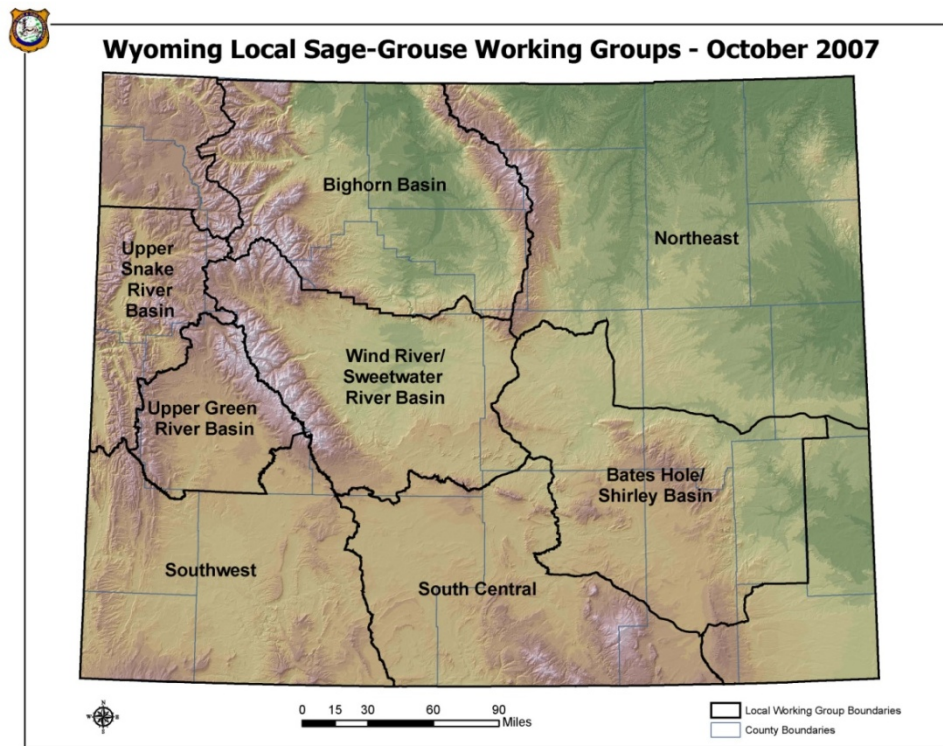 Wyoming Local Sage-Grouse Working Groups - October 2007
Bighorn Basin
Northeast
Upper
Snake
River
Basin
Wind River/
Sweetwater
River Basin
Upper Green
River Basin
Bates Hole/
Shirley Basin
Southwest
South Central
N
0 15 30 60 90
Miles
Local Working Group Boundaries
County Boundaries